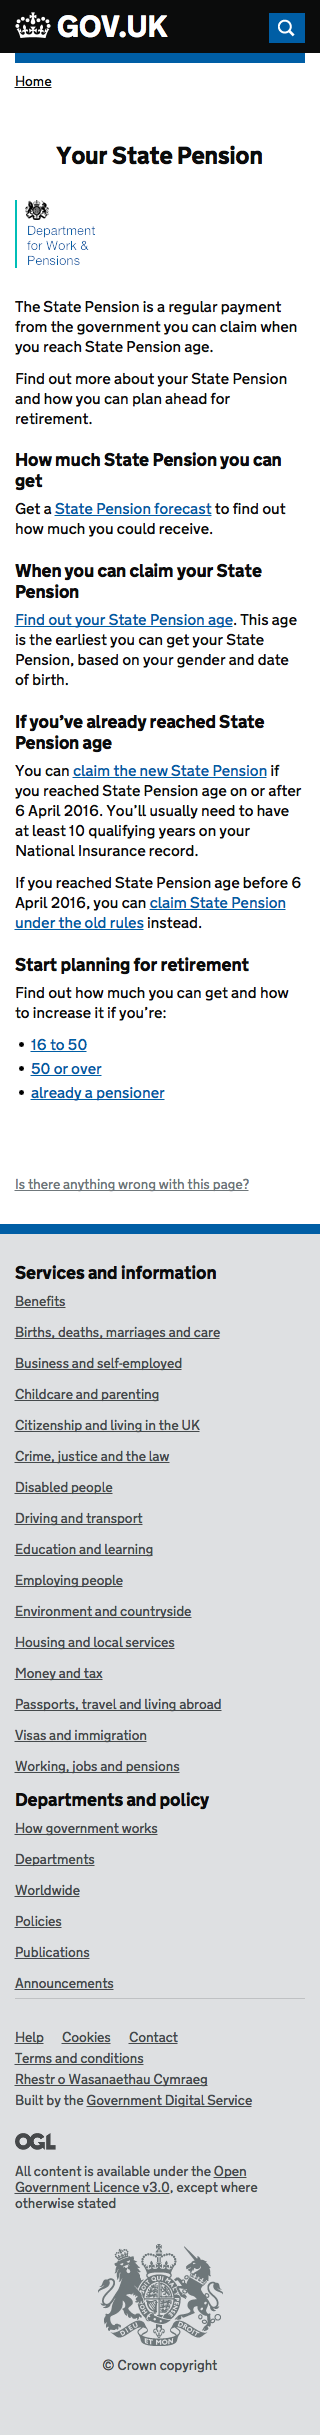 GOV.UK
Home
Your State Pension
Department
for Work &
Pensions
The State Pension is a regular payment
from the government you can claim when
you reach State Pension age.
Find out more about your State Pension
and how you can plan ahead for
retirement.
How much State Pension you can
get
Get a State Pension forecast to find out
how much you could receive.
When you can claim your State
Pension
Find out your State Pension age. This age
is the earliest you can get your State
Pension, based on your gender and date
of birth.
If you’ve already reached State
Pension age
You can claim the new State Pension if
you reached State Pension age on or after
6 April 2016. You’ll usually need to have
at least 10 qualifying years on your
National Insurance record.
If you reached State Pension age before 6
April 2016, you can claim State Pension
under the old rules instead.
Start planning for retirement
Find out how much you can get and how
to increase it if you’re:
• 16 to 50
• 50 or over
• already a pensioner
Is there anything wrong with this page?
Services and information
Benefits
Births, deaths, marriages and care
Business and self-employed
Childcare and parenting
Citizenship and living in the UK
Crime, justice and the law
Disabled people
Driving and transport
Education and learning
Employing people
Environment and countryside
Housing and local services
Money and tax
Passports, travel and living abroad
Visas and immigration
Working, jobs and pensions
Departments and policy
How government works
Departments
Worldwide
Policies
Publications
Announcements
Help Cookies Contact
Terms and conditions
Rhestr o Wasanaethau Cymraeg
Built by the Government Digital Service
OGL
All content is available under the Open
Government Licence v3.0, except where
otherwise stated
DIEU ET MON DROIT
© Crown copyright